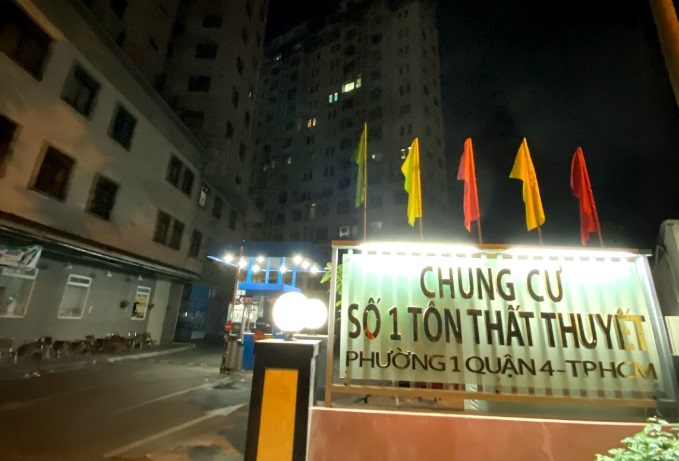 CHUNG CƯ
SỐ 1 TÔN THẤT THUYẾT
PHƯỜNG 1 QUẬN 4-TPHCM